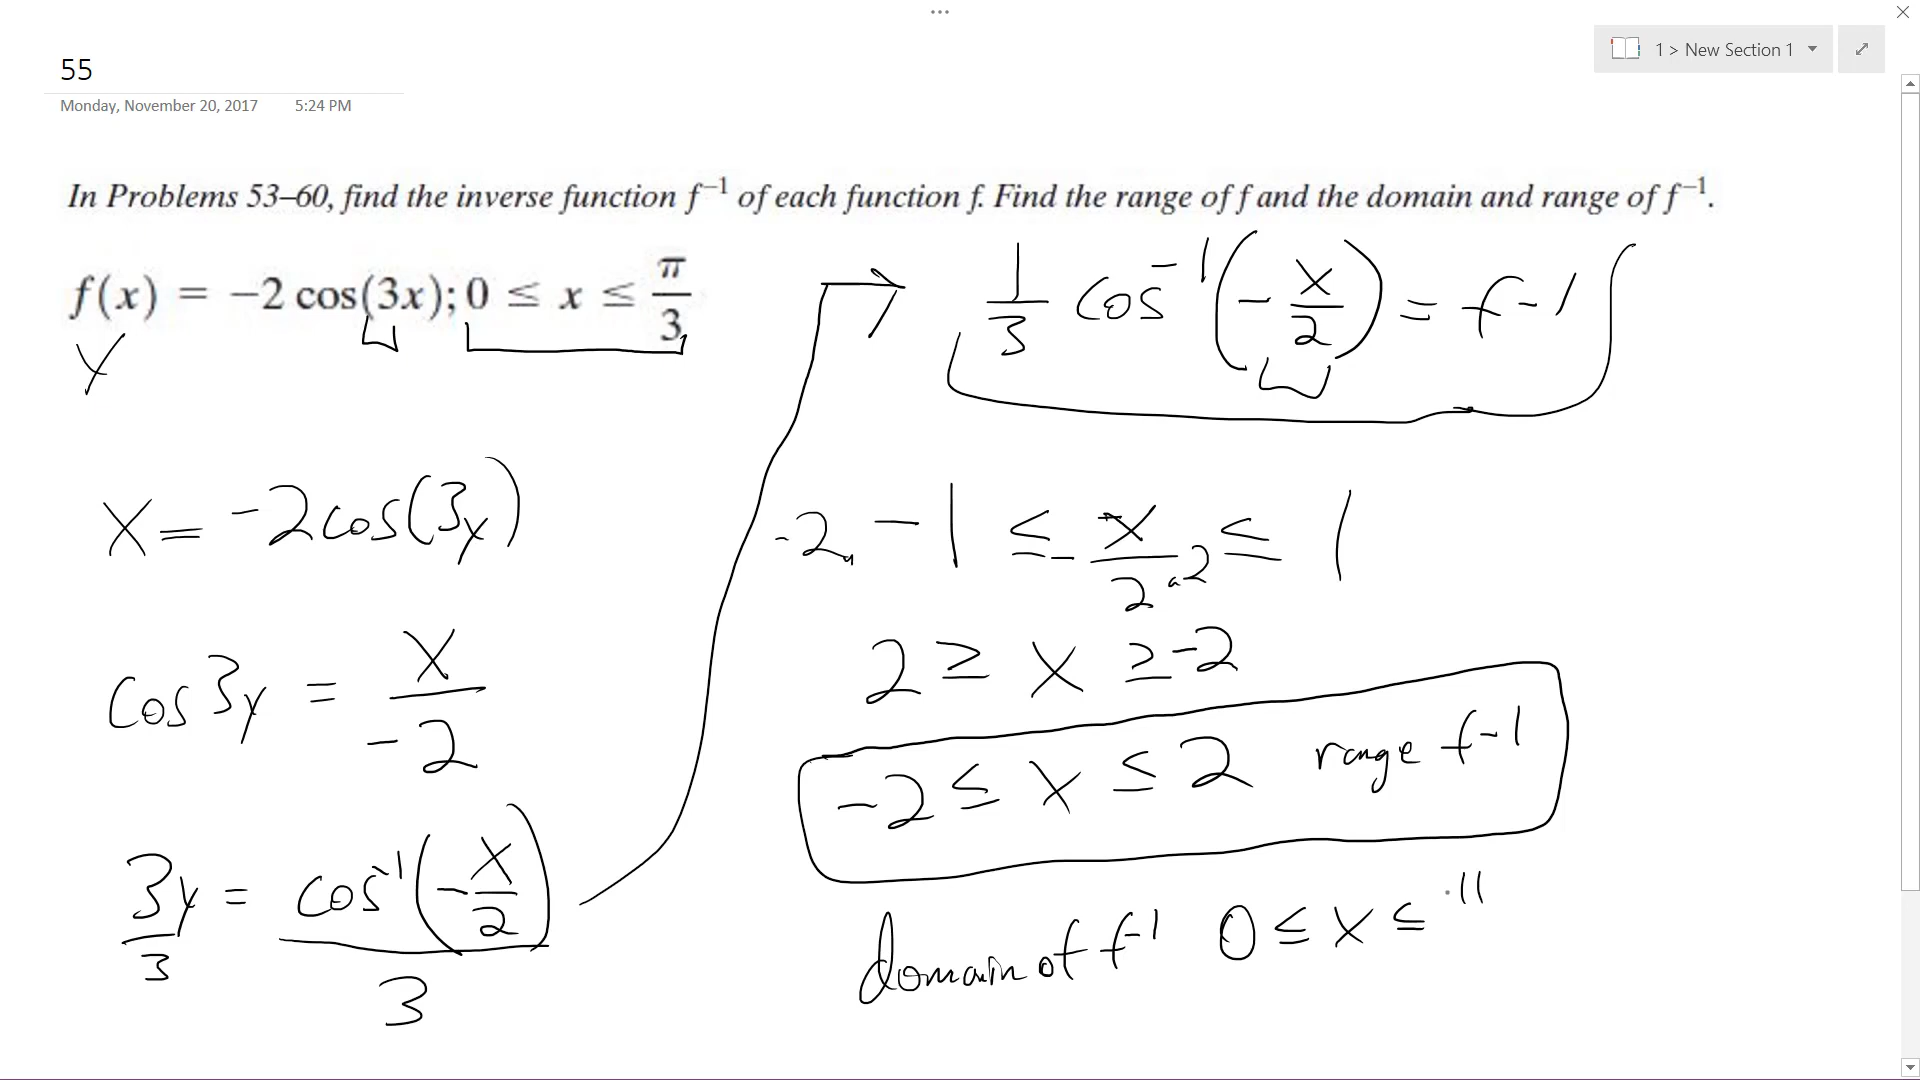 1 > New Section 1
55
Monday, November 20, 2017 5:24 PM
In Problems 53–60, find the inverse function f⁻¹ of each function f. Find the range of f and the domain and range of f⁻¹.
f(x) = −2 cos(3x); 0 ≤ x ≤ π/3
y
x = -2cos(3y)
cos 3y = x/-2
3y/3 = cos⁻¹(-x/2)/3
1/3 cos⁻¹(-x/2) = f-1
-2 · -1 ≤ -x/2 · -2 ≤ 1
2 ≥ x ≥ -2
-2 ≤ x ≤ 2 range f-1
domain of f-1 0 ≤ x ≤